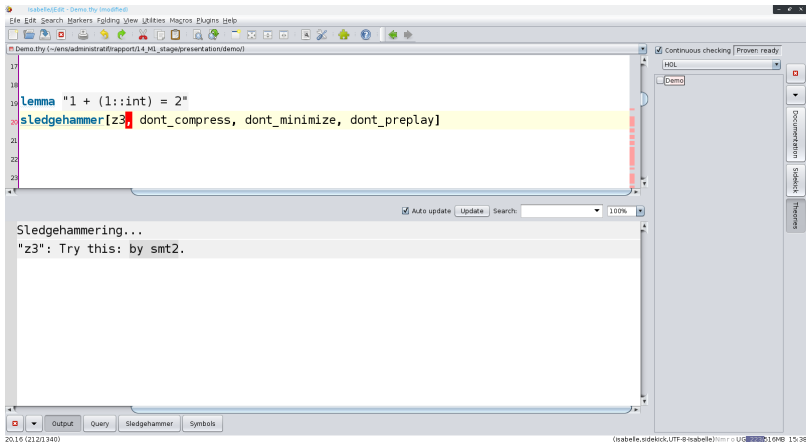 Isabelle/jEdit - Demo.thy (modified)
File Edit Search Markers Folding View Utilities Macros Plugins Help
Demo.thy (~/ens/administratif/rapport/14_M1_stage/presentation/demo/)
Continuous checking Proven ready
HOL
Demo
17
18
19 lemma "1 + (1::int) = 2"
20 sledgehammer[z3, dont_compress, dont_minimize, dont_preplay]
21
22
23
Documentation
Sidekick
Theories
Auto update Update Search: 100%
Sledgehammering...
"z3": Try this: by smt2.
Output Query Sledgehammer Symbols
20,16 (212/1340) (isabelle,sidekick,UTF-8-Isabelle) 516MB 15:38